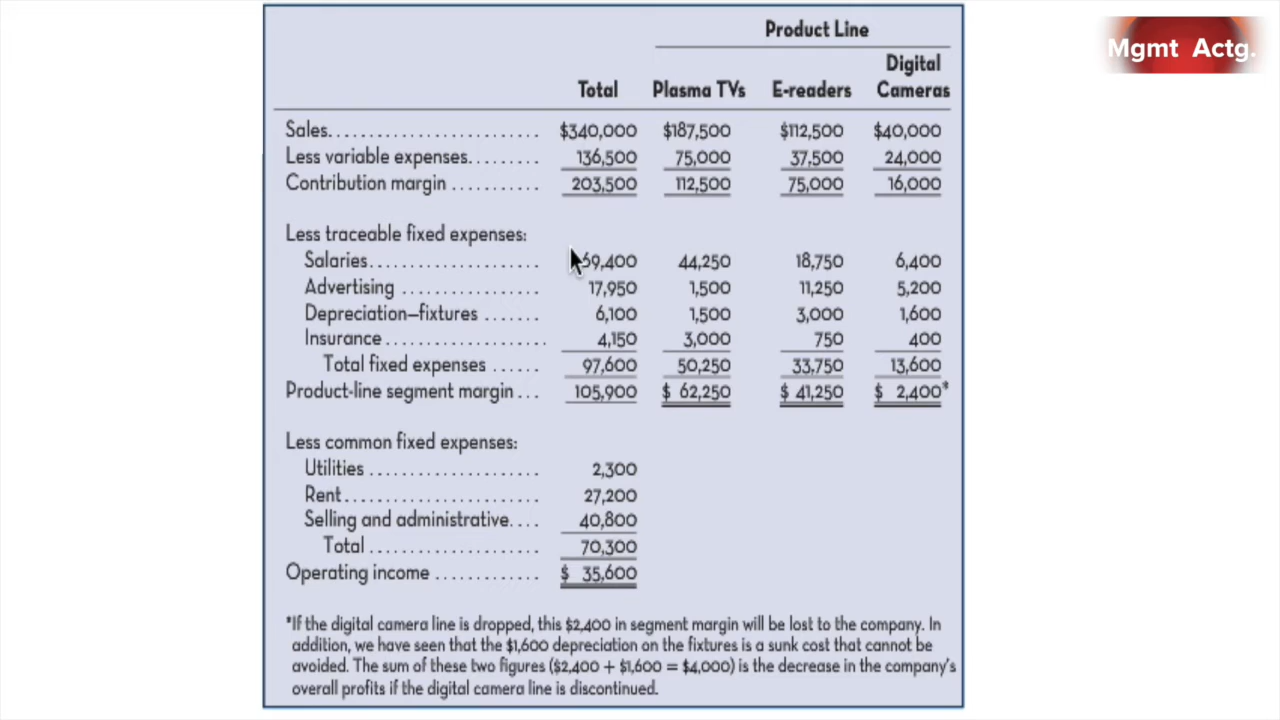 Mgmt Actg.
Product Line
Total Plasma TVs E-readers Digital Cameras
Sales.......................... $340,000 $187,500 $112,500 $40,000
Less variable expenses......... 136,500 75,000 37,500 24,000
Contribution margin ........... 203,500 112,500 75,000 16,000
Less traceable fixed expenses:
Salaries..................... 69,400 44,250 18,750 6,400
Advertising ................. 17,950 1,500 11,250 5,200
Depreciation–fixtures ....... 6,100 1,500 3,000 1,600
Insurance.................... 4,150 3,000 750 400
Total fixed expenses ...... 97,600 50,250 33,750 13,600
Product-line segment margin... 105,900 $ 62,250 $ 41,250 $ 2,400*
Less common fixed expenses:
Utilities ..................... 2,300
Rent........................ 27,200
Selling and administrative.... 40,800
Total ..................... 70,300
Operating income ............. $ 35,600
*If the digital camera line is dropped, this $2,400 in segment margin will be lost to the company. In
addition, we have seen that the $1,600 depreciation on the fixtures is a sunk cost that cannot be
avoided. The sum of these two figures ($2,400 + $1,600 = $4,000) is the decrease in the company's
overall profits if the digital camera line is discontinued.